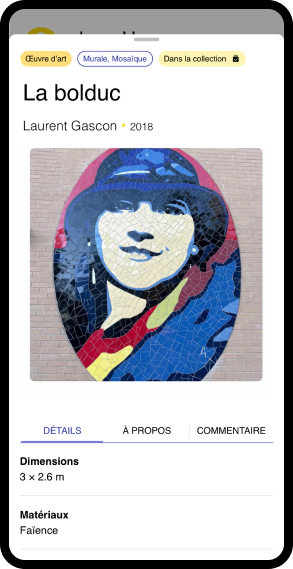 Œuvre d'art
Murale, Mosaïque
Dans la collection
La bolduc
Laurent Gascon • 2018
DÉTAILS
À PROPOS
COMMENTAIRE
Dimensions
3 × 2.6 m
Matériaux
Faïence